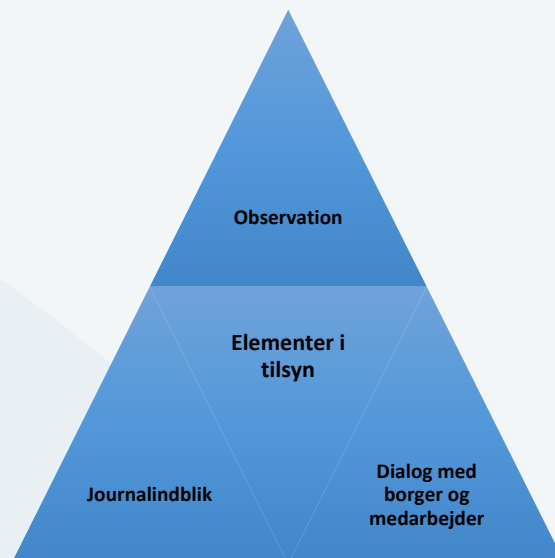 Observation
Elementer i
tilsyn
Journalindblik
Dialog med
borger og
medarbejder